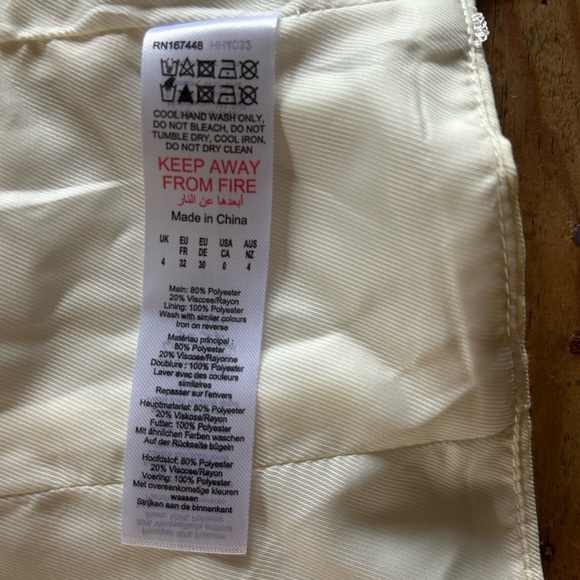 RN167448
COOL HAND WASH ONLY,
DO NOT BLEACH, DO NOT
TUMBLE DRY, COOL IRON,
DO NOT DRY CLEAN
KEEP AWAY
FROM FIRE
أبعدها عن النار
Made in China
UK EU EU USA AUS
FR DE CA NZ
4 32 30 0 4
Main: 80% Polyester
20% Viscose/Rayon
Lining: 100% Polyester
Wash with similar colours
Iron on reverse
Matériau principal :
80% Polyester
20% Viscose/Rayonne
Doublure : 100% Polyester
Laver avec des couleurs
similaires
Repasser sur l'envers
Hauptmaterial: 80% Polyester
20% Viskose/Rayon
Futter: 100% Polyester
Mit ähnlichen Farben waschen
Auf der Rückseite bügeln
Hoofdstof: 80% Polyester
20% Viscose/Rayon
Voering: 100% Polyester
Met overeenkomstige kleuren
wassen
Strijken aan de binnenkant